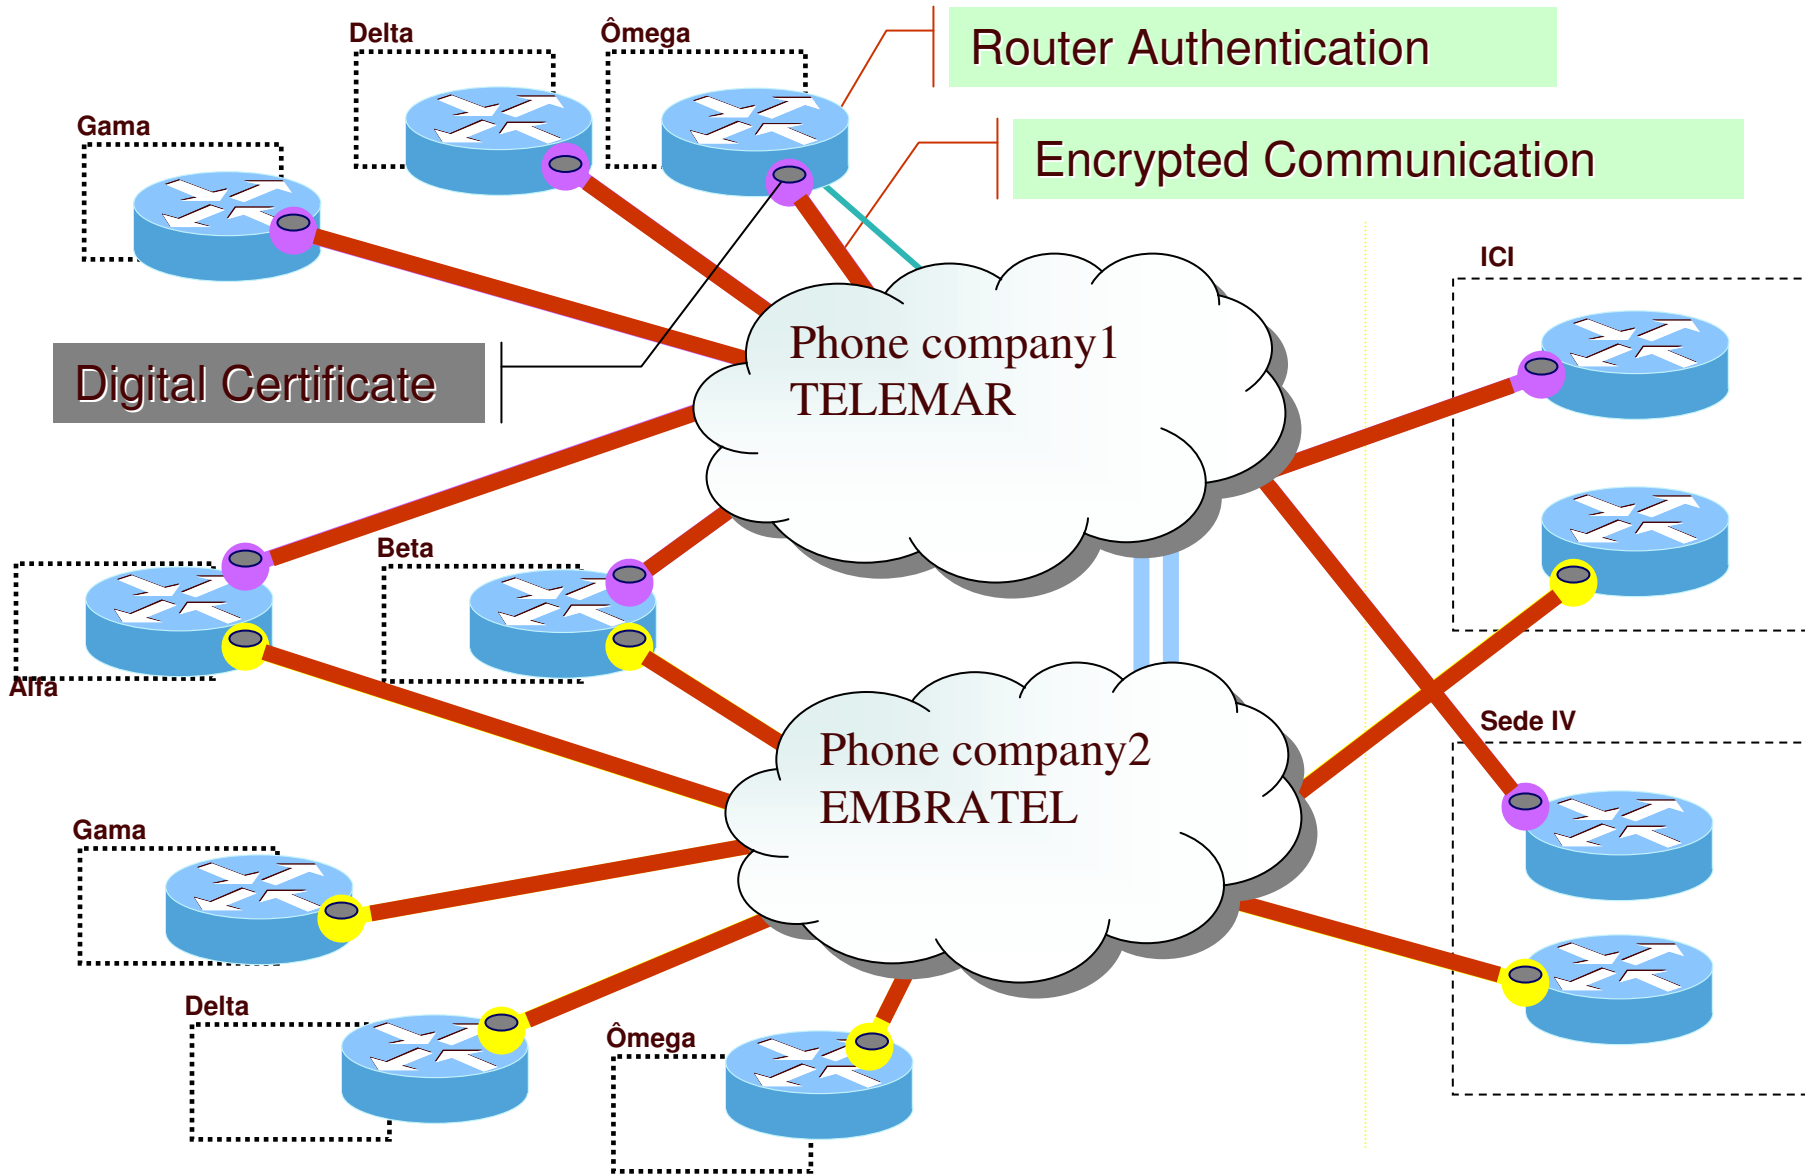 Delta
Ômega
Router Authentication
Gama
Encrypted Communication
ICI
Phone company1
TELEMAR
Digital Certificate
Beta
Alfa
Sede IV
Phone company2
EMBRATEL
Gama
Delta
Ômega